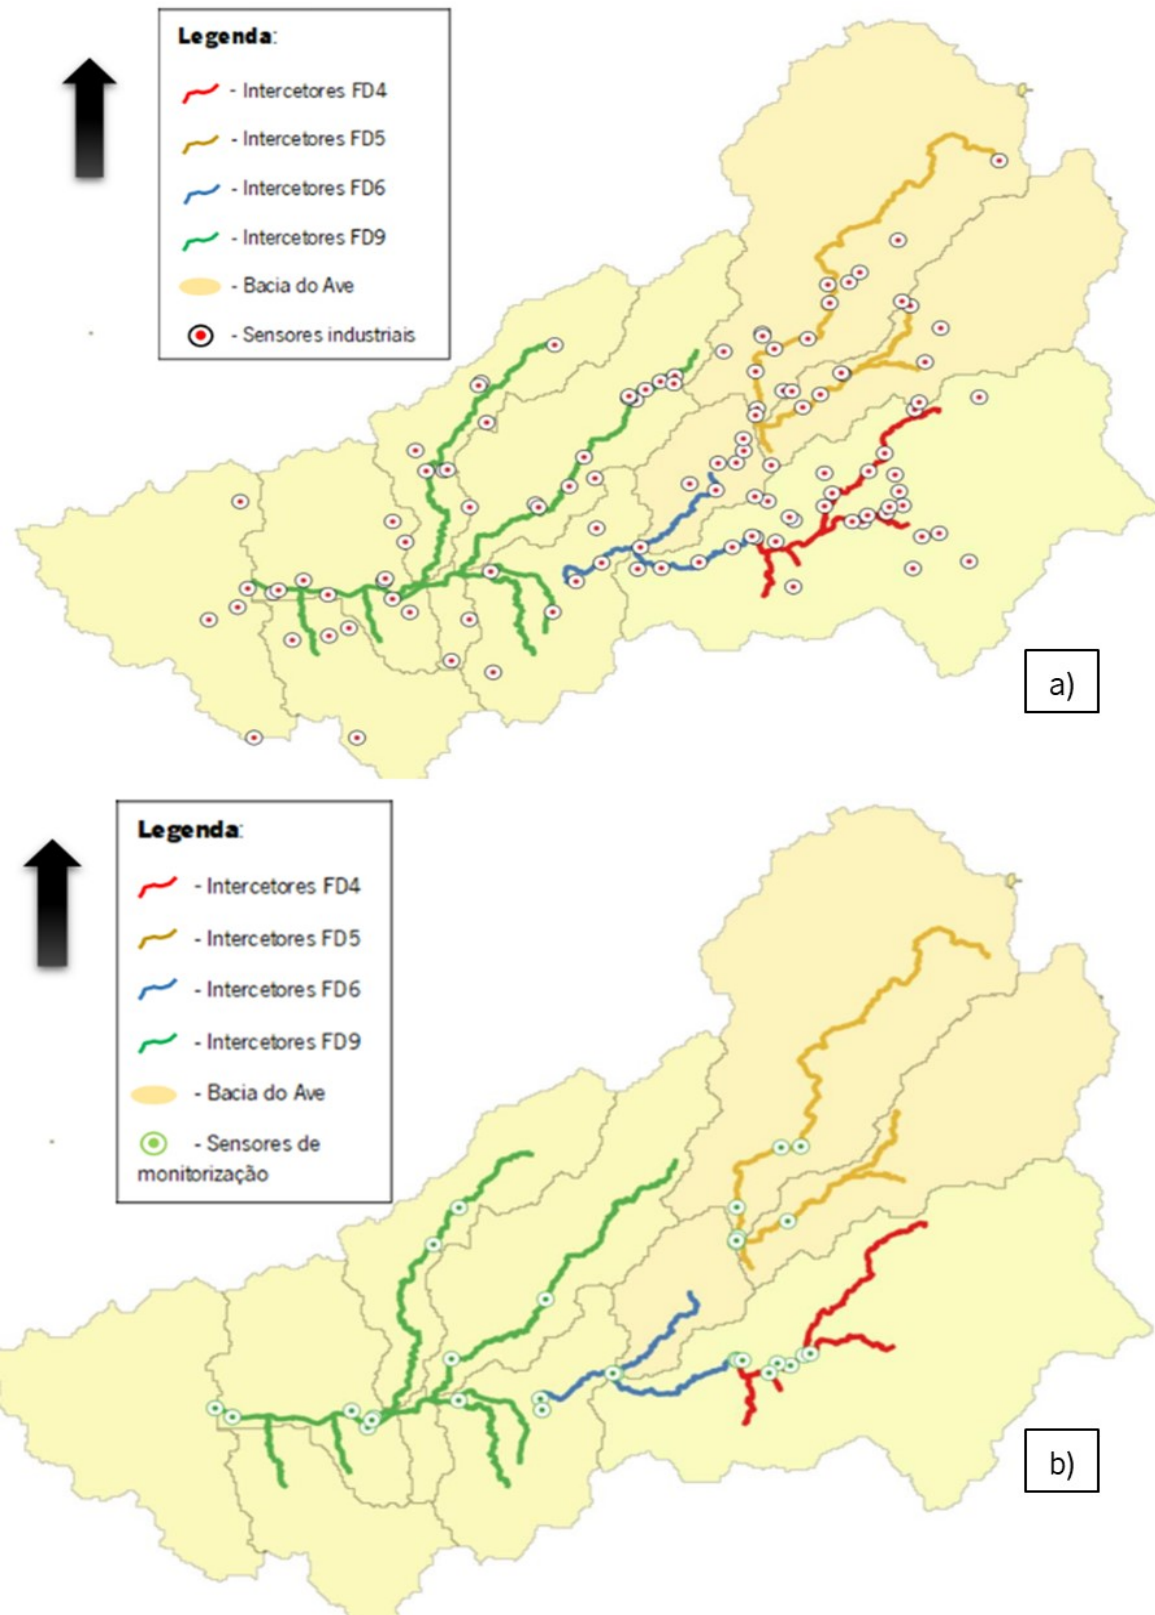 Legenda:
- Intercetores FD4
- Intercetores FD5
- Intercetores FD6
- Intercetores FD9
- Bacia do Ave
- Sensores industriais
a)
Legenda:
- Intercetores FD4
- Intercetores FD5
- Intercetores FD6
- Intercetores FD9
- Bacia do Ave
- Sensores de
monitorização
b)